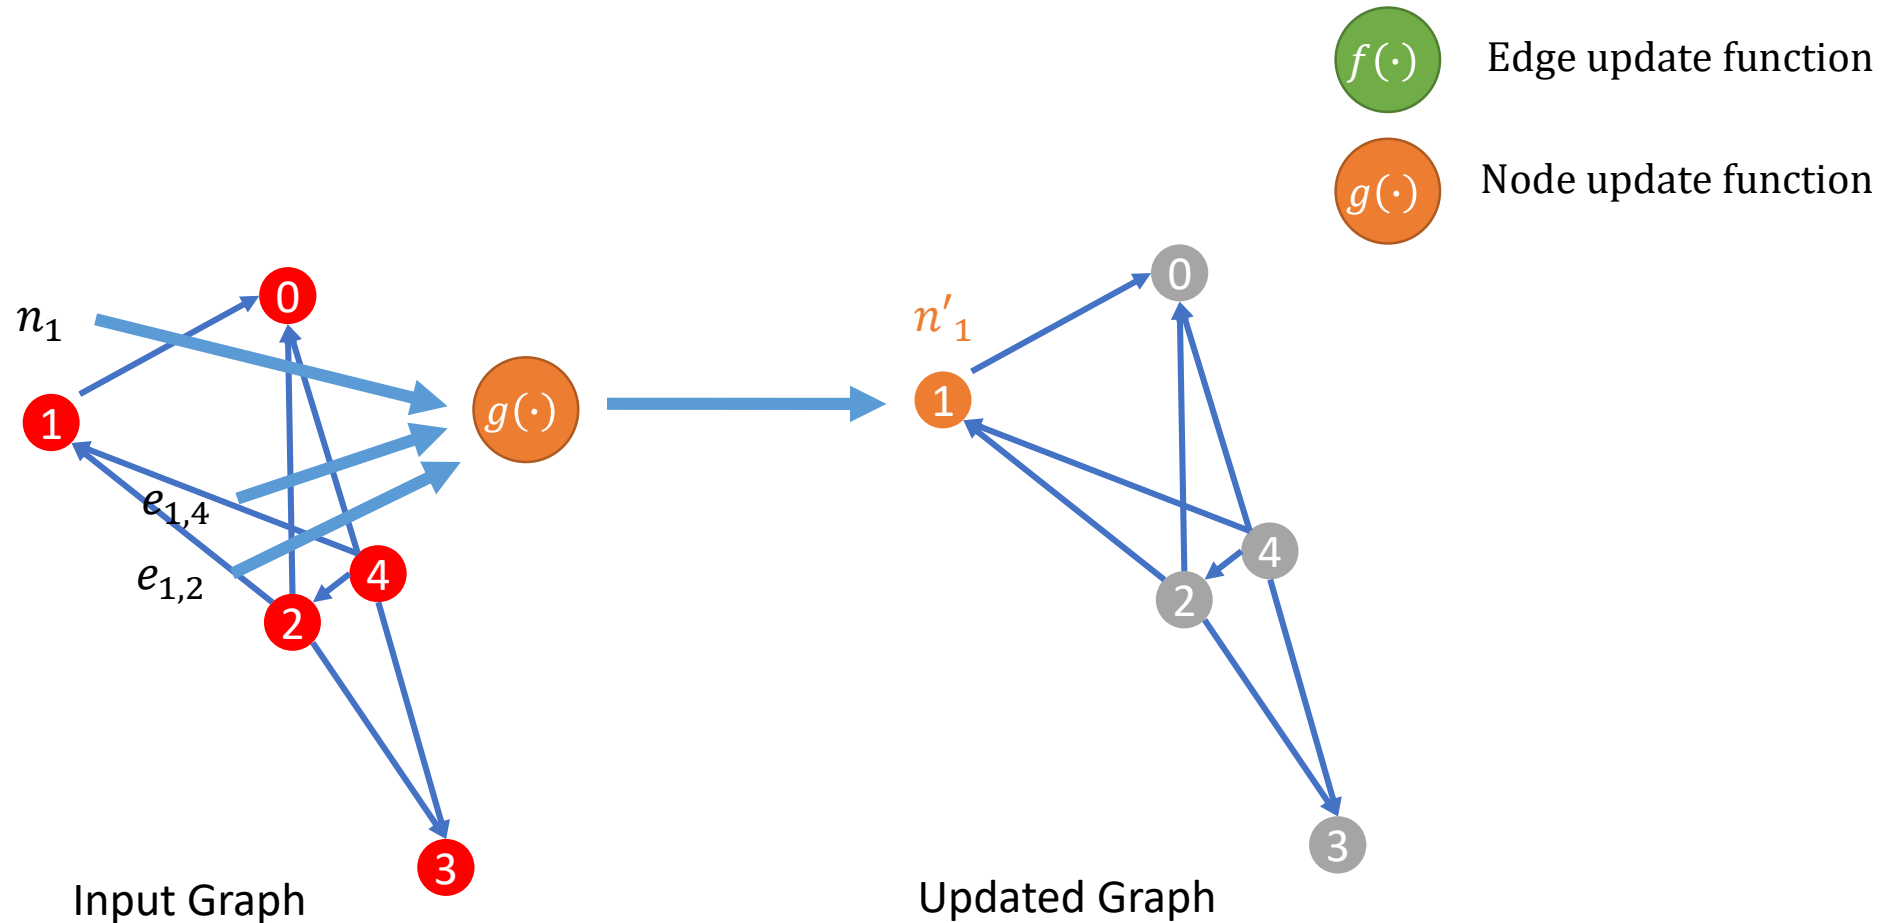 f(·) Edge update function
g(·) Node update function
0
n₁
1
e₁,₄
e₁,₂
4
2
3
Input Graph
g(·)
n′₁
0
1
4
2
3
Updated Graph